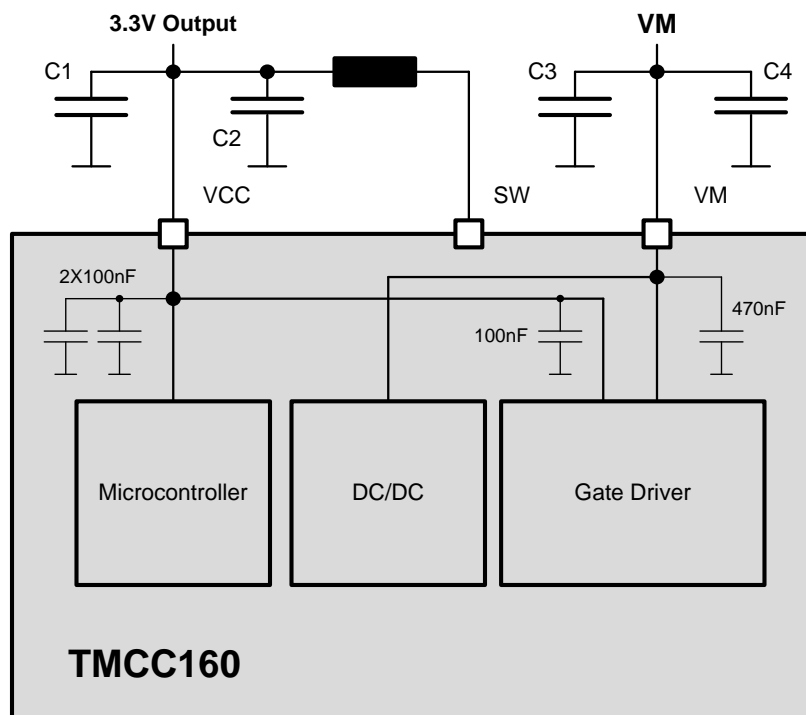 3.3V Output
VM
C1
C2
C3
C4
VCC
SW
VM
2X100nF
100nF
470nF
Microcontroller
DC/DC
Gate Driver
TMCC160